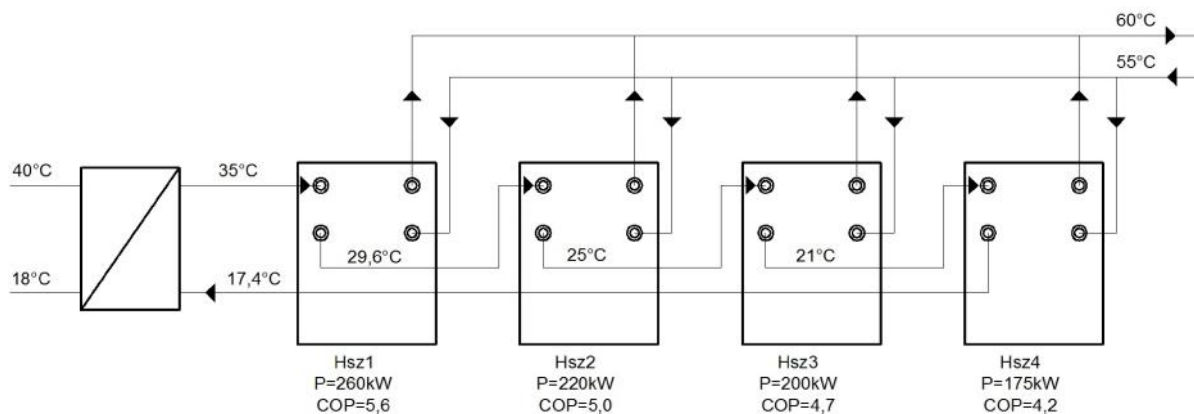 60°C
55°C
40°C
35°C
29,6°C
25°C
21°C
18°C
17,4°C
Hsz1
P=260kW
COP=5,6
Hsz2
P=220kW
COP=5,0
Hsz3
P=200kW
COP=4,7
Hsz4
P=175kW
COP=4,2